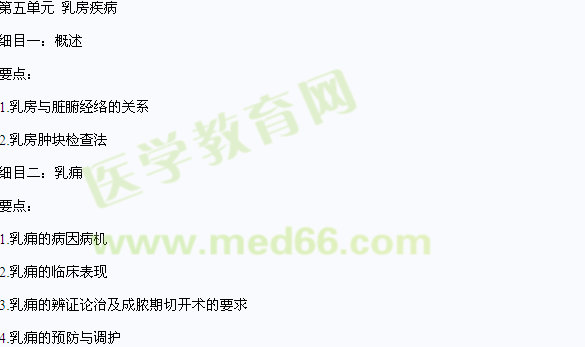 第五单元 乳房疾病
细目一：概述
要点：
1.乳房与脏腑经络的关系
2.乳房肿块检查法
细目二：乳痈
要点：
1.乳痈的病因病机
2.乳痈的临床表现
3.乳痈的辨证论治及成脓期切开术的要求
4.乳痈的预防与调护
医学教育网
www.med66.com